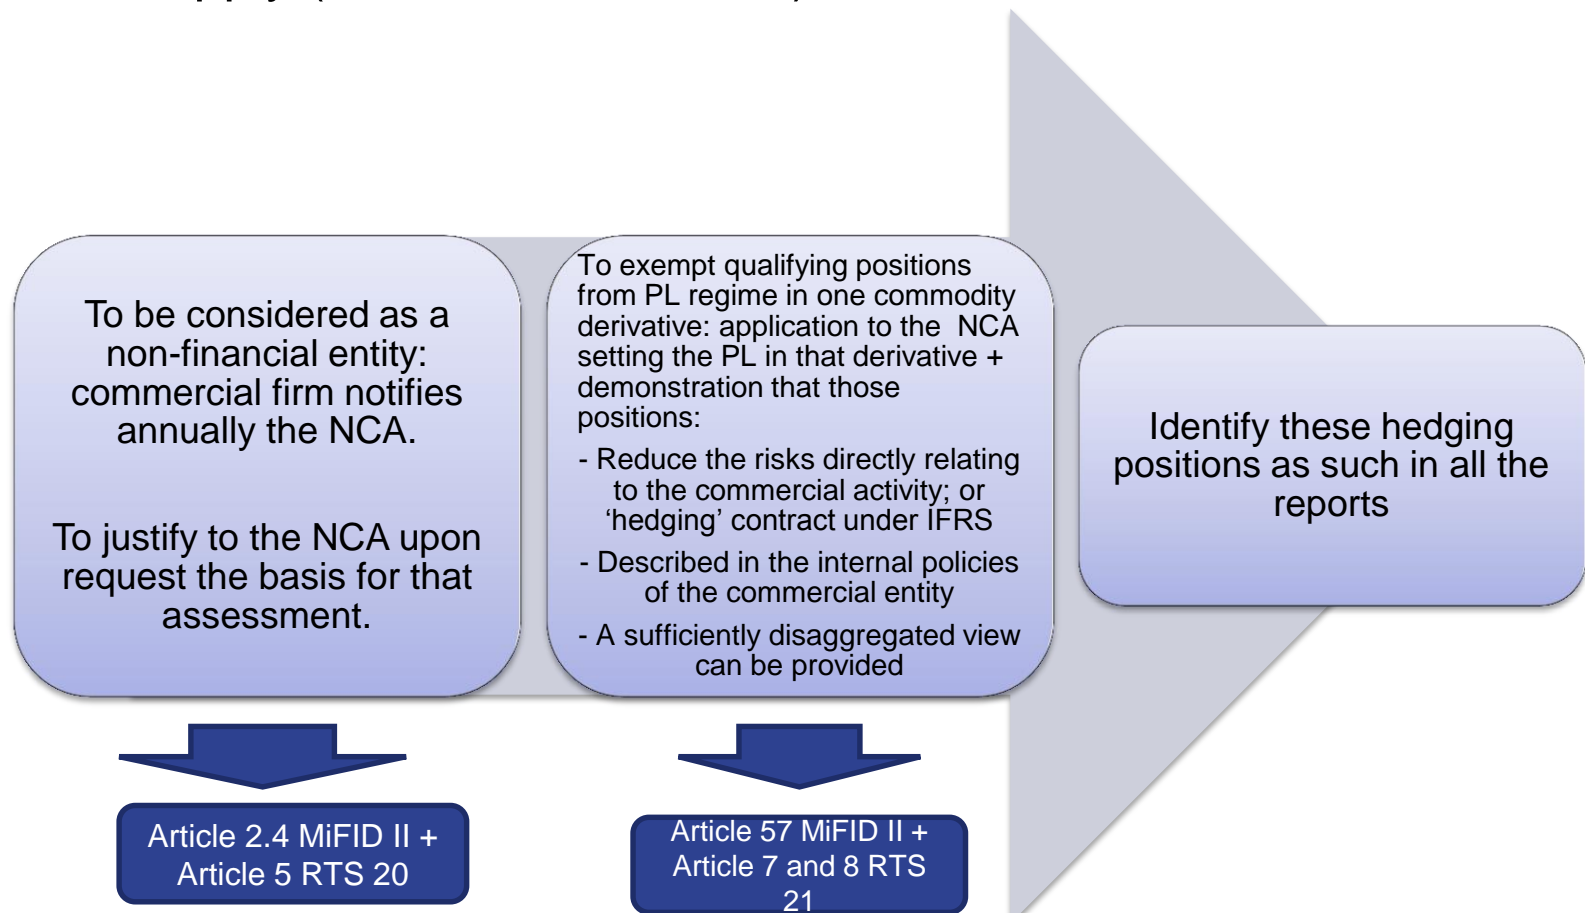 To be considered as a
non-financial entity:
commercial firm notifies
annually the NCA.
To justify to the NCA upon
request the basis for that
assessment.
To exempt qualifying positions
from PL regime in one commodity
derivative: application to the NCA
setting the PL in that derivative +
demonstration that those
positions:
- Reduce the risks directly relating
to the commercial activity; or
‘hedging’ contract under IFRS
- Described in the internal policies
of the commercial entity
- A sufficiently disaggregated view
can be provided
Identify these hedging
positions as such in all the
reports
Article 2.4 MiFID II +
Article 5 RTS 20
Article 57 MiFID II +
Article 7 and 8 RTS
21